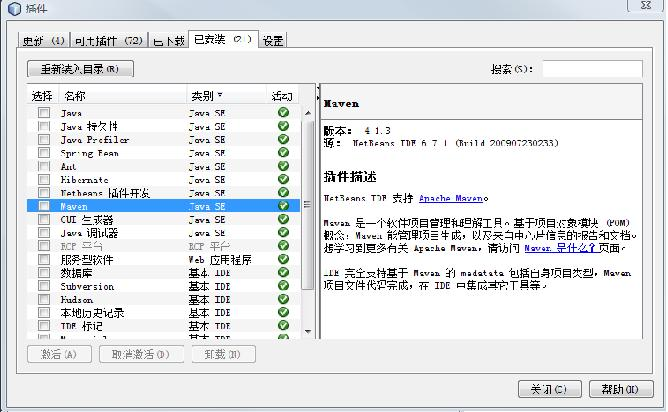 插件
更新 (4) 可用插件 (72) 已下载 已安装 (21) 设置
重新读入目录(R) 搜索(S):
选择 名称 类别 活动
Java Java SE
Java 持久性 Java SE
Java Profiler Java SE
Spring Bean Java SE
Ant Java SE
Hibernate Java SE
Netbeans 插件开发 Java SE
Maven Java SE
GUI 生成器 Java SE
Java 调试器 Java SE
RCP 平台 RCP 平台
服务型软件 Web 应用程序
数据库 基本 IDE
Subversion 基本 IDE
Hudson 基本 IDE
本地历史记录 基本 IDE
IDE 标记 基本 IDE
基本 IDE
激活(A) 取消激活(D) 卸载(N)
Maven
版本: 4.1.3
源: NetBeans IDE 6.7.1 (Build 200907230233)
插件描述
NetBeans IDE 支持 Apache Maven。
Maven 是一个软件项目管理和理解工具。基于项目对象模块 (POM)
概念,Maven 能管理项目生成,以及来自中心片信息的报告和文档。
想学习到更多有关 Apache Maven,请访问 Maven 是什么个页面。
IDE 完全支持基于 Maven 的 madatata 包括自身项目类型,Maven
项目文件代码完成,在 IDE 中集成其它工具等。
关闭(C) 帮助(H)